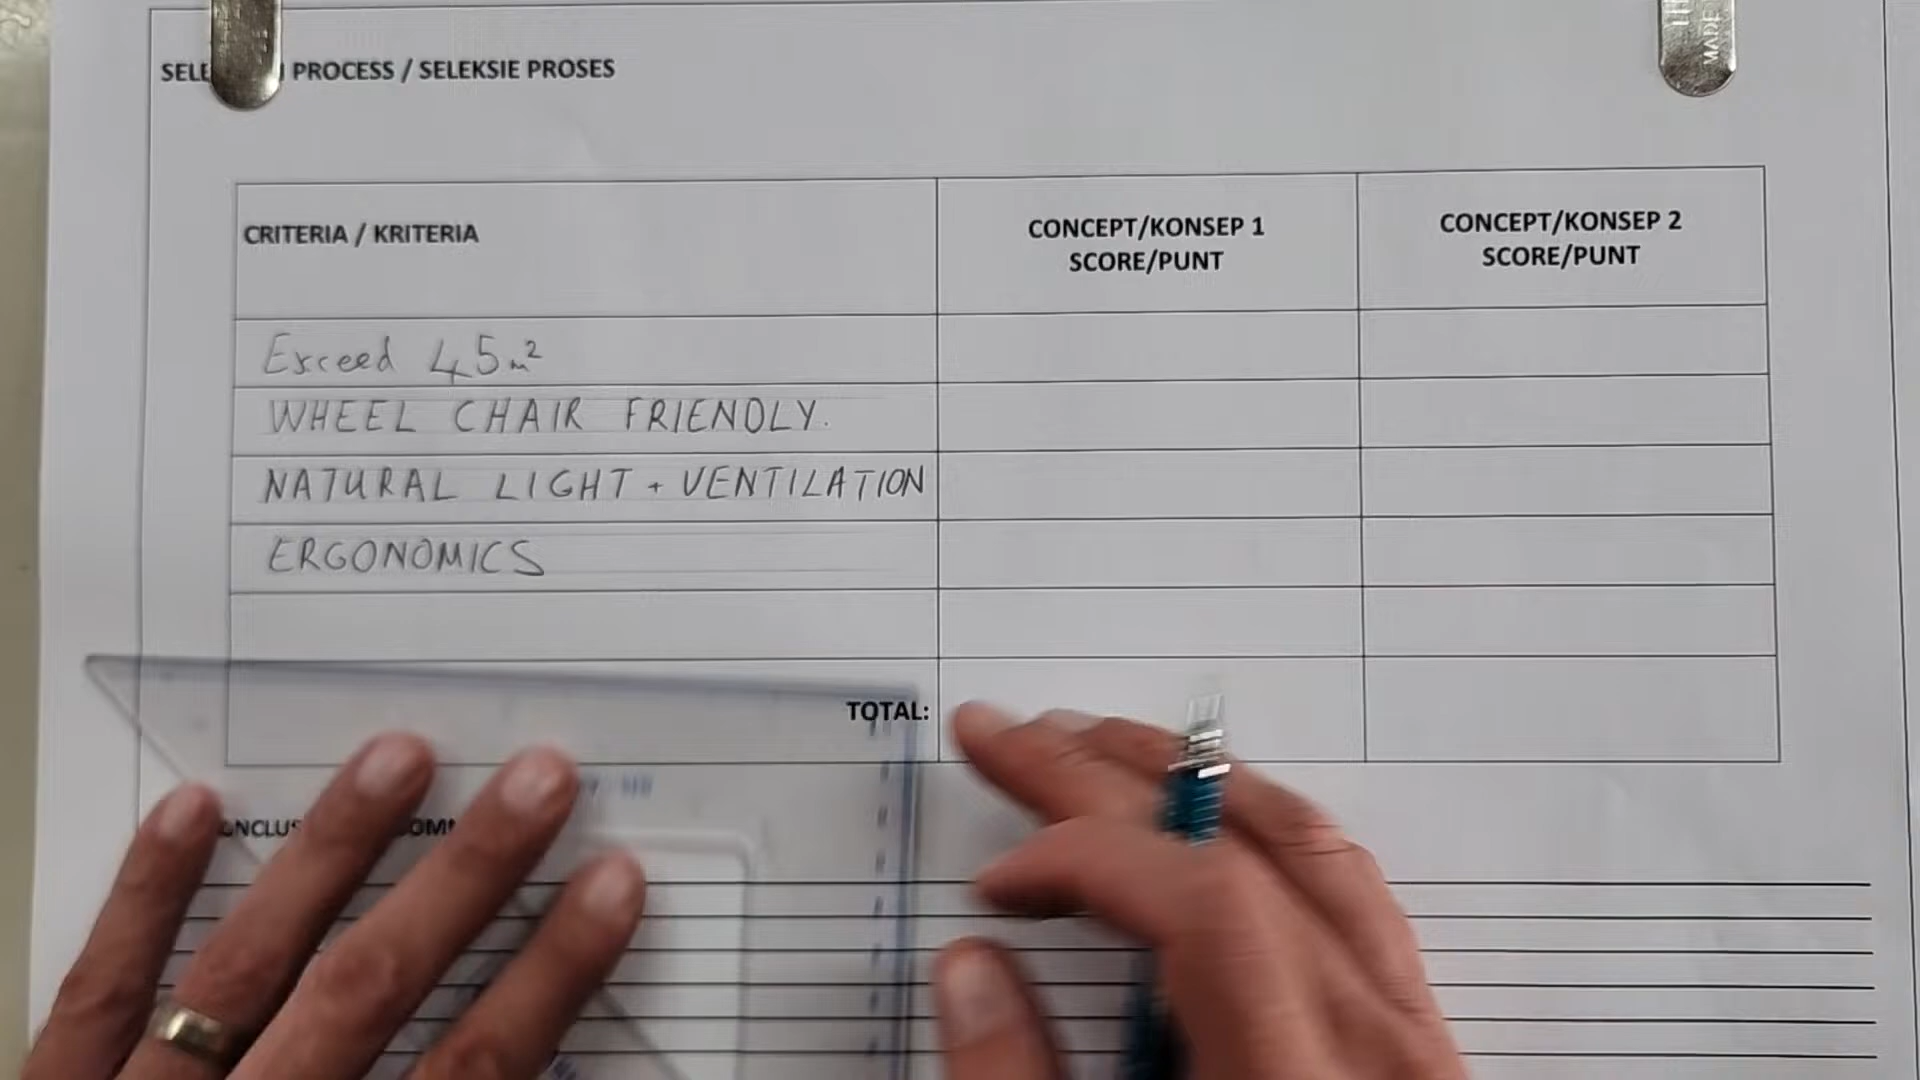 PROCESS / SELEKSIE PROSES
MADE
CRITERIA / KRITERIA
CONCEPT/KONSEP 1
SCORE/PUNT
CONCEPT/KONSEP 2
SCORE/PUNT
Exceed 45m²
WHEEL CHAIR FRIENDLY.
NATURAL LIGHT + VENTILATION
ERGONOMICS
TOTAL: